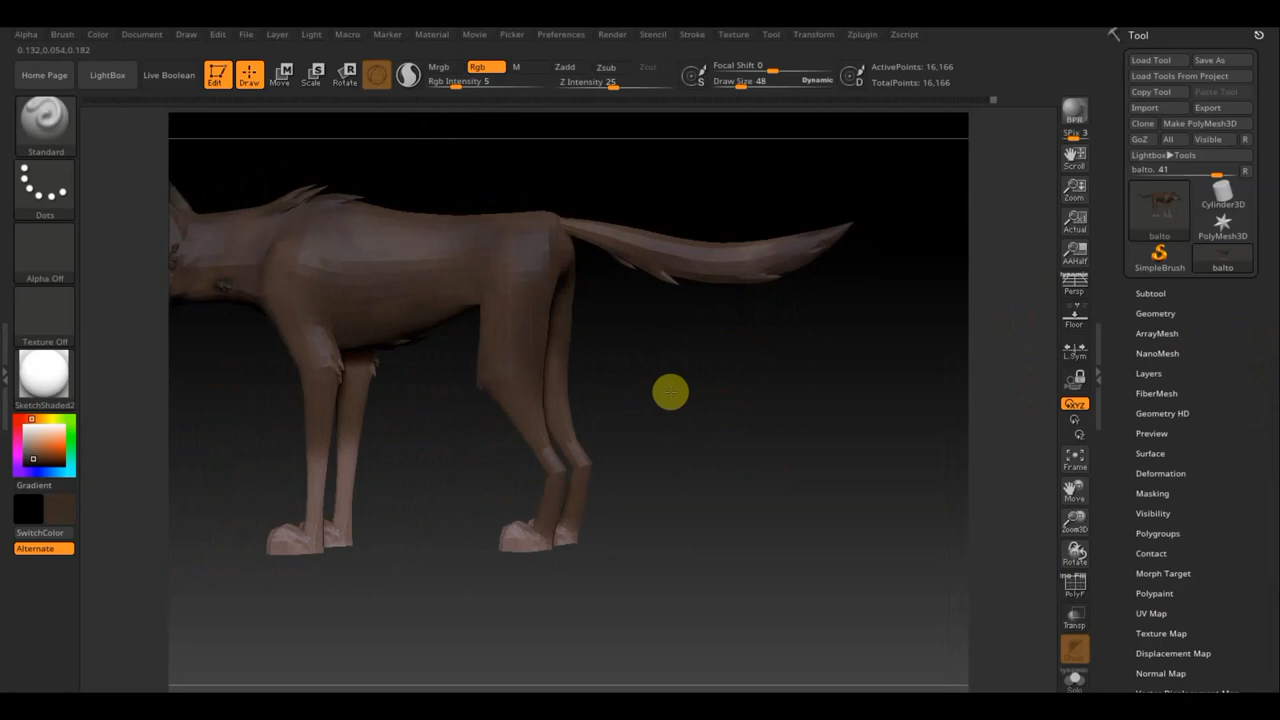 Alpha Brush Color Document Draw Edit File Layer Light Macro Marker Material Movie Picker Preferences Render Stencil Stroke Texture Tool Transform Zplugin Zscript
0.132,0.054,0.182
Home Page LightBox Live Boolean Edit Draw Move Scale Rotate
Mrgb Rgb M Zadd Zsub Zcut
Rgb Intensity 5 Z Intensity 25
Focal Shift 0
Draw Size 48 Dynamic
ActivePoints: 16,166
TotalPoints: 16,166
S
D
Standard
Dots
Alpha Off
Texture Off
SketchShaded2
Gradient
SwitchColor
Alternate
BPR
SPix 3
Scroll
Zoom
Actual
AAHalf
Dynamic
Persp
Floor
L.Sym
XYZ
Frame
Move
Zoom3D
Rotate
PolyF
Transp
Solo
Tool
Load Tool Save As
Load Tools From Project
Copy Tool Paste Tool
Import Export
Clone Make PolyMesh3D
GoZ All Visible R
Lightbox▶Tools
balto. 41 R
balto
Cylinder3D
PolyMesh3D
SimpleBrush
balto
Subtool
Geometry
ArrayMesh
NanoMesh
Layers
FiberMesh
Geometry HD
Preview
Surface
Deformation
Masking
Visibility
Polygroups
Contact
Morph Target
Polypaint
UV Map
Texture Map
Displacement Map
Normal Map